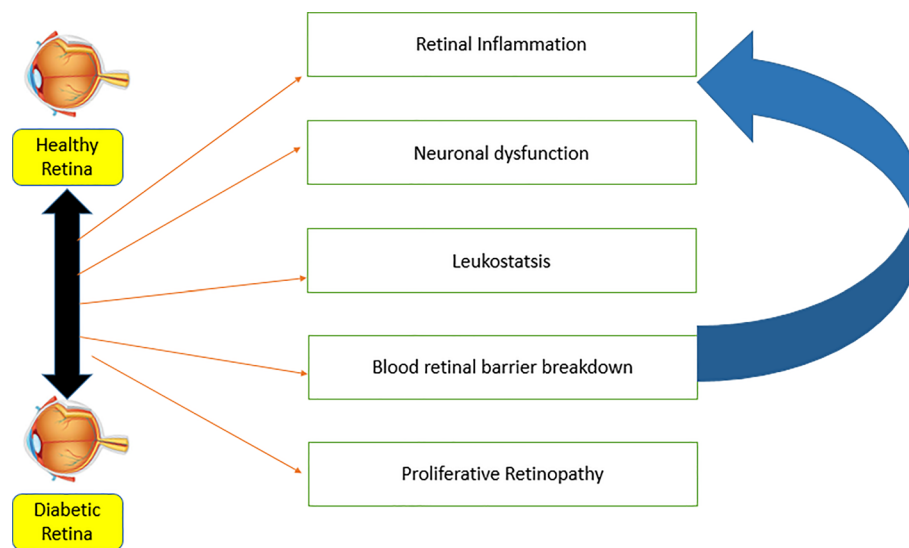 Retinal Inflammation
Healthy
Retina
Neuronal dysfunction
Leukostatsis
Blood retinal barrier breakdown
Proliferative Retinopathy
Diabetic
Retina